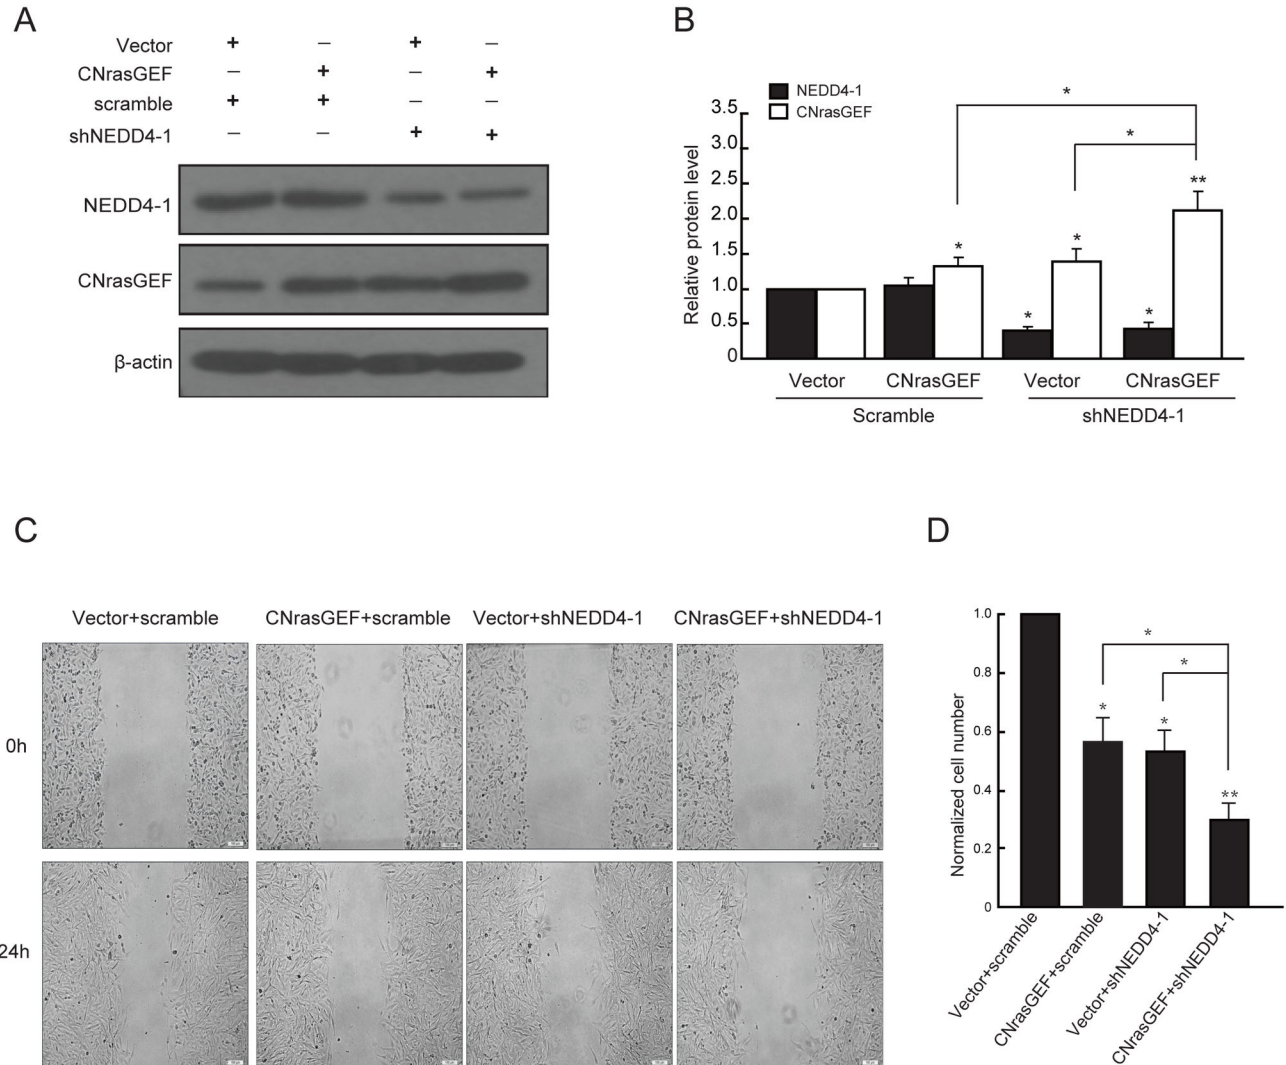 A
Vector + – + –
CNrasGEF – + – +
scramble + + – –
shNEDD4-1 – – + +
NEDD4-1
CNrasGEF
β-actin
B
NEDD4-1
CNrasGEF
Relative protein level
3.5
3.0
2.5
2.0
1.5
1.0
0.5
0
*
*
*
*
*
*
**
Vector CNrasGEF Vector CNrasGEF
Scramble shNEDD4-1
C
Vector+scramble CNrasGEF+scramble Vector+shNEDD4-1 CNrasGEF+shNEDD4-1
0h
24h
D
Normalized cell number
1.0
0.8
0.6
0.4
0.2
0
*
*
*
*
**
Vector+scramble
CNrasGEF+scramble
Vector+shNEDD4-1
CNrasGEF+shNEDD4-1